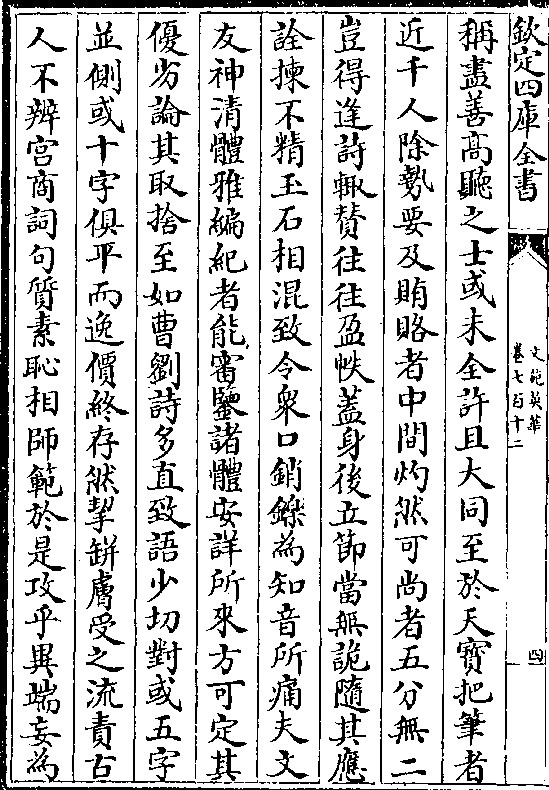 欽定四庫全書
文苑英華
卷七百十二
四
稱盡善高聽之士或未全許且大同至於天寶把筆者
近千人除勢要及賄賂者中間灼然可尚者五分無二
豈得逢詩輒贊往往盈帙蓋身後立節當無詭隨其應
詮揀不精玉石相混致令衆口銷鑠為知音所痛夫文
友神清體雅編紀者能審鑒諸體安詳所來方可定其
優劣論其取捨至如曹劉詩多直致語少切對或五字
並側或十字俱平而逸價終存然挈缾膚受之流責古
人不辨宫商詞句質素恥相師範於是攻乎異端妄為